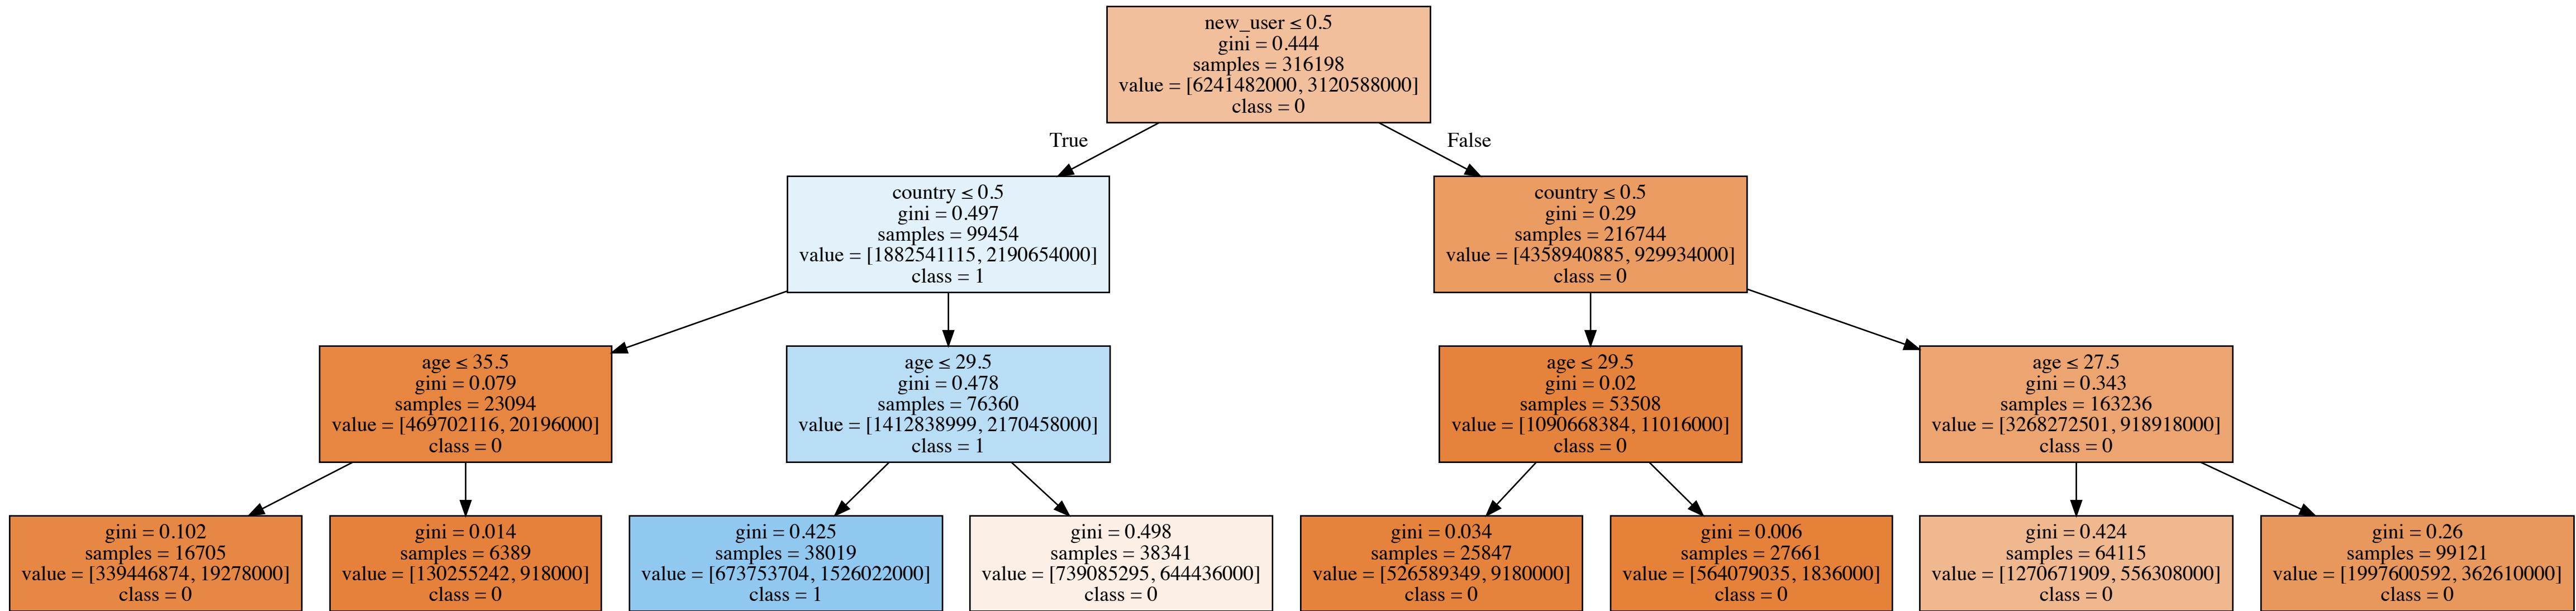 new_user ≤ 0.5
gini = 0.444
samples = 316198
value = [6241482000, 3120588000]
class = 0
True
False
country ≤ 0.5
gini = 0.497
samples = 99454
value = [1882541115, 2190654000]
class = 1
country ≤ 0.5
gini = 0.29
samples = 216744
value = [4358940885, 929934000]
class = 0
age ≤ 35.5
gini = 0.079
samples = 23094
value = [469702116, 20196000]
class = 0
age ≤ 29.5
gini = 0.478
samples = 76360
value = [1412838999, 2170458000]
class = 1
age ≤ 29.5
gini = 0.02
samples = 53508
value = [1090668384, 11016000]
class = 0
age ≤ 27.5
gini = 0.343
samples = 163236
value = [3268272501, 918918000]
class = 0
gini = 0.102
samples = 16705
value = [339446874, 19278000]
class = 0
gini = 0.014
samples = 6389
value = [130255242, 918000]
class = 0
gini = 0.425
samples = 38019
value = [673753704, 1526022000]
class = 1
gini = 0.498
samples = 38341
value = [739085295, 644436000]
class = 0
gini = 0.034
samples = 25847
value = [526589349, 9180000]
class = 0
gini = 0.006
samples = 27661
value = [564079035, 1836000]
class = 0
gini = 0.424
samples = 64115
value = [1270671909, 556308000]
class = 0
gini = 0.26
samples = 99121
value = [1997600592, 362610000]
class = 0